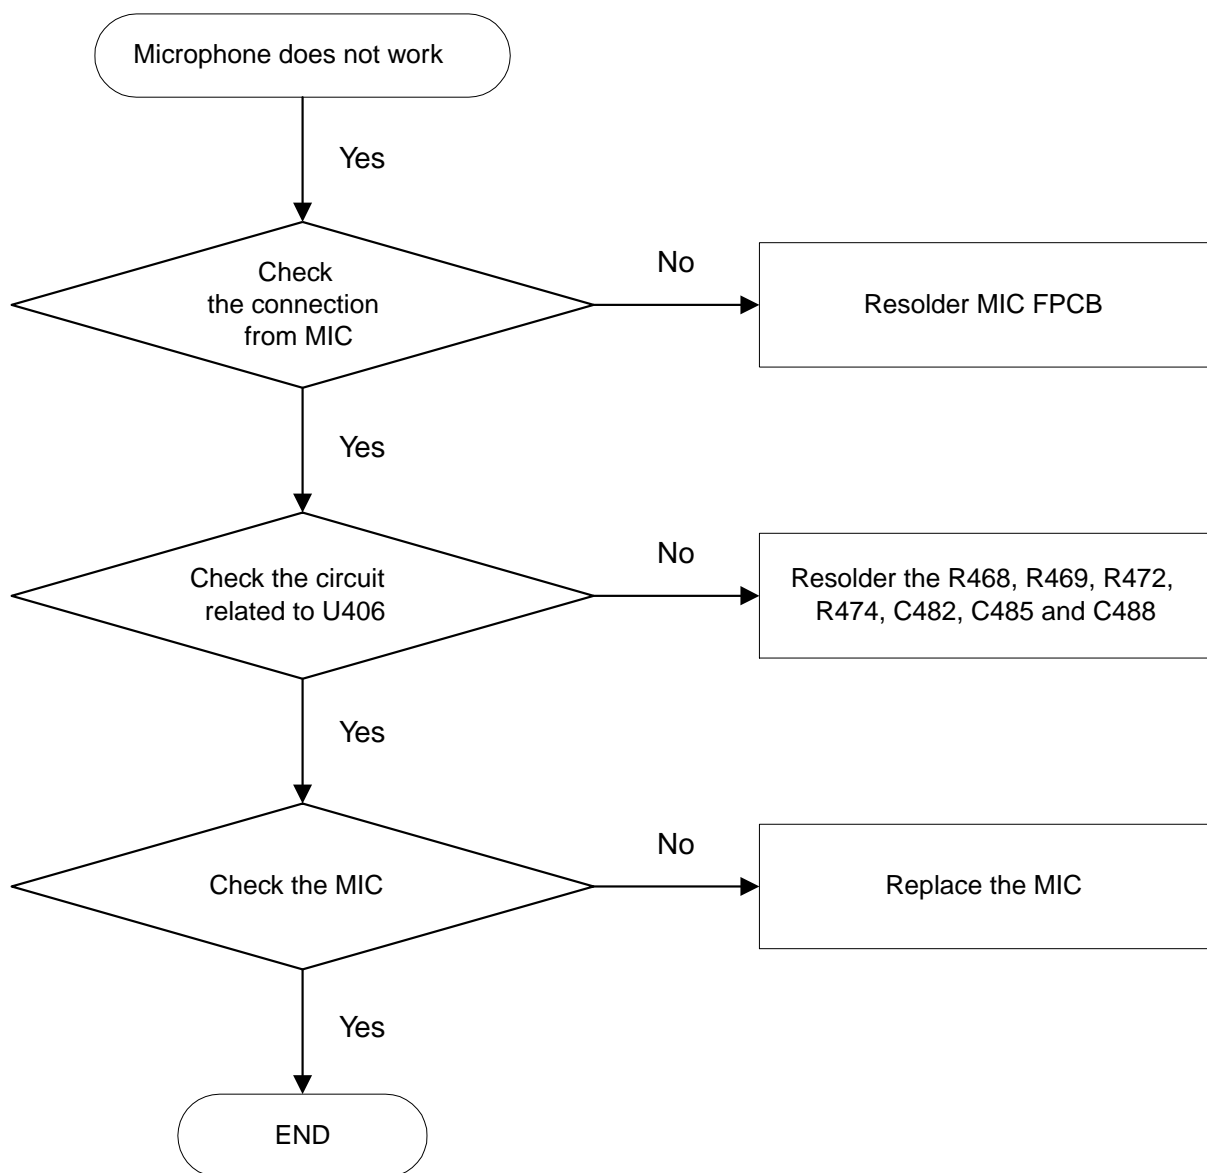 Microphone does not work
Yes
Check
the connection
from MIC
No
Resolder MIC FPCB
Yes
Check the circuit
related to U406
No
Resolder the R468, R469, R472,
R474, C482, C485 and C488
Yes
Check the MIC
No
Replace the MIC
Yes
END